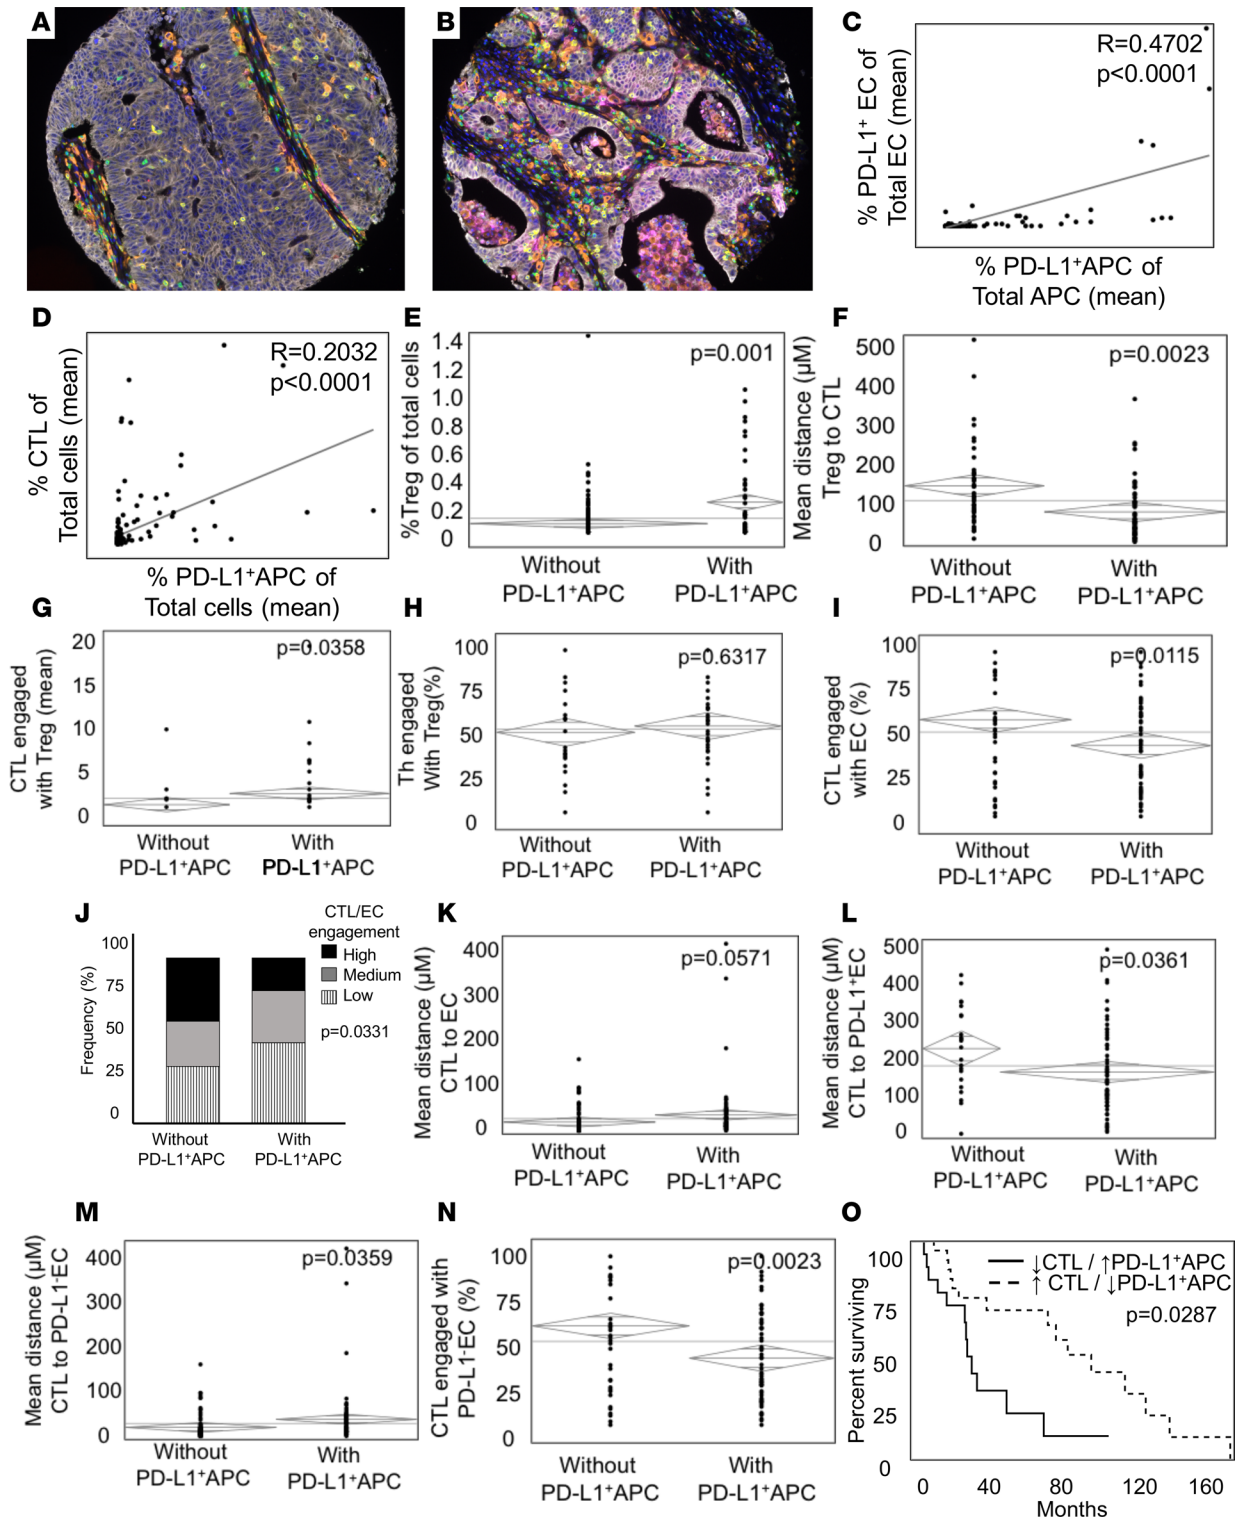 A
B
C
% PD-L1⁺ EC of
Total EC (mean)
R=0.4702
p<0.0001
% PD-L1⁺APC of
Total APC (mean)
D
% CTL of
Total cells (mean)
R=0.2032
p<0.0001
% PD-L1⁺APC of
Total cells (mean)
E
%Treg of total cells
1.4
1.2
1.0
0.8
0.6
0.4
0.2
0
p=0.001
Without
PD-L1⁺APC
With
PD-L1⁺APC
F
Mean distance (μM)
Treg to CTL
500
400
300
200
100
0
p=0.0023
Without
PD-L1⁺APC
With
PD-L1⁺APC
G
CTL engaged
with Treg (mean)
20
15
10
5
0
p=0.0358
Without
PD-L1⁺APC
With
PD-L1⁺APC
H
Th engaged
With Treg(%)
100
75
50
25
0
p=0.6317
Without
PD-L1⁺APC
With
PD-L1⁺APC
I
CTL engaged
with EC (%)
100
75
50
25
0
p=0.0115
Without
PD-L1⁺APC
With
PD-L1⁺APC
J
Frequency (%)
100
75
50
25
0
CTL/EC
engagement
High
Medium
Low
p=0.0331
Without
PD-L1⁺APC
With
PD-L1⁺APC
K
Mean distance (μM)
CTL to EC
400
300
200
100
0
p=0.0571
Without
PD-L1⁺APC
With
PD-L1⁺APC
L
Mean distance (μM)
CTL to PD-L1⁺EC
500
400
300
200
100
0
p=0.0361
Without
PD-L1⁺APC
With
PD-L1⁺APC
M
Mean distance (μM)
CTL to PD-L1⁻EC
400
300
200
100
0
p=0.0359
Without
PD-L1⁺APC
With
PD-L1⁺APC
N
CTL engaged with
PD-L1⁻EC (%)
100
75
50
25
0
p=0.0023
Without
PD-L1⁺APC
With
PD-L1⁺APC
O
Percent surviving
100
75
50
25
0
↓CTL / ↑PD-L1⁺APC
↑ CTL / ↓PD-L1⁺APC
p=0.0287
0
40
80
120
160
Months